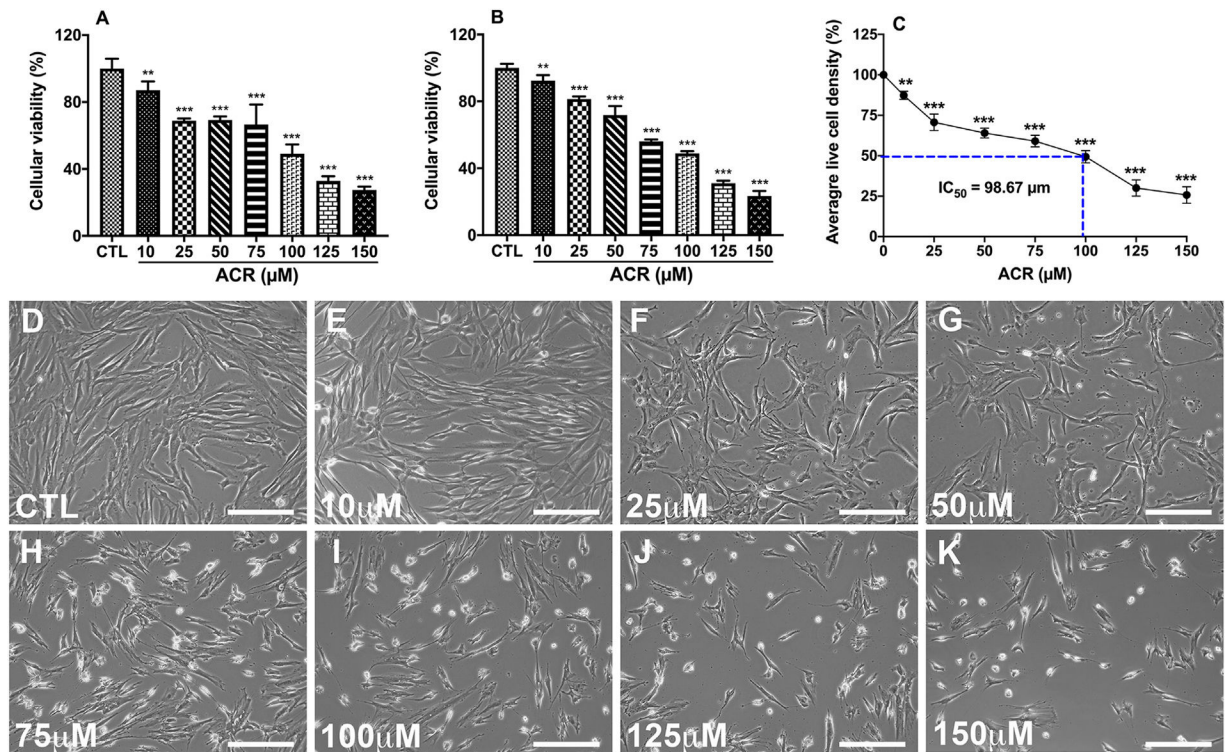 A
Cellular viability (%)
120
80
40
0
** *** *** *** *** *** ***
CTL 10 25 50 75 100 125 150
ACR (μM)
B
Cellular viability (%)
120
80
40
0
** *** *** *** *** *** ***
CTL 10 25 50 75 100 125 150
ACR (μM)
C
Averagre live cell density (%)
125
100
75
50
25
0
** *** *** *** *** *** ***
IC50 = 98.67 μm
0 25 50 75 100 125 150
ACR (μM)
D
CTL
E
10μM
F
25μM
G
50μM
H
75μM
I
100μM
J
125μM
K
150μM